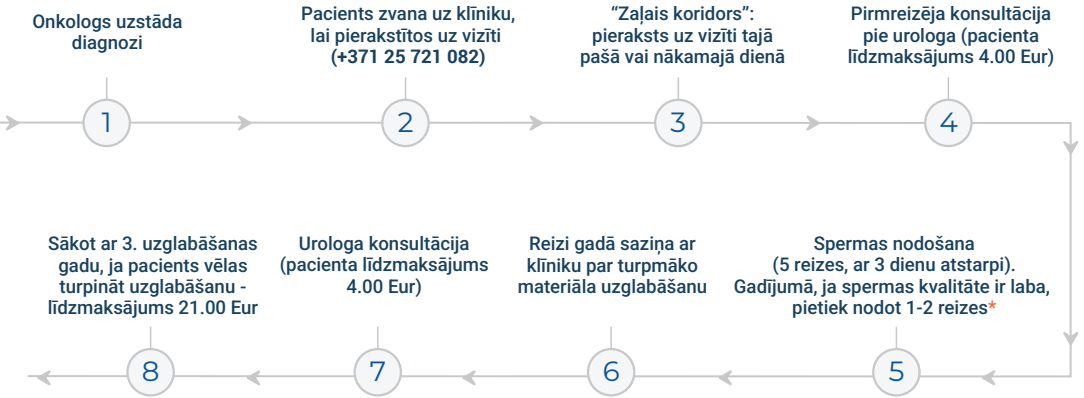 Onkologs uzstāda
diagnozi
1
Pacients zvana uz klīniku,
lai pierakstītos uz vizīti
(+371 25 721 082)
2
“Zaļais koridors”:
pieraksts uz vizīti tajā
pašā vai nākamajā dienā
3
Pirmreizēja konsultācija
pie urologa (pacienta
līdzmaksājums 4.00 Eur)
4
Spermas nodošana
(5 reizes, ar 3 dienu atstarpi).
Gadījumā, ja spermas kvalitāte ir laba,
pietiek nodot 1-2 reizes*
5
Reizi gadā saziņa ar
klīniku par turpmāko
materiāla uzglabāšanu
6
Urologa konsultācija
(pacienta līdzmaksājums
4.00 Eur)
7
Sākot ar 3. uzglabāšanas
gadu, ja pacients vēlas
turpināt uzglabāšanu -
līdzmaksājums 21.00 Eur
8